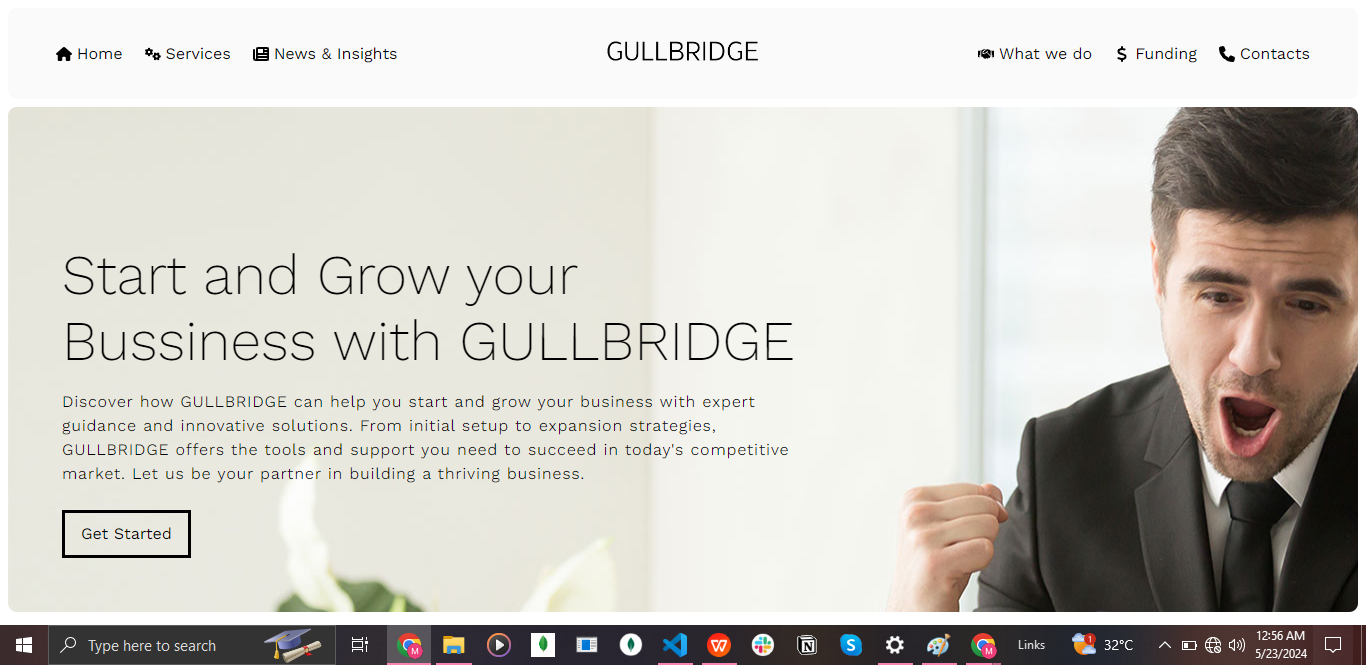 Home Services News & Insights GULLBRIDGE What we do Funding Contacts
Start and Grow your
Bussiness with GULLBRIDGE
Discover how GULLBRIDGE can help you start and grow your business with expert
guidance and innovative solutions. From initial setup to expansion strategies,
GULLBRIDGE offers the tools and support you need to succeed in today's competitive
market. Let us be your partner in building a thriving business.
Get Started
Type here to search M W N S M Links 1 32°C 12:56 AM
5/23/2024